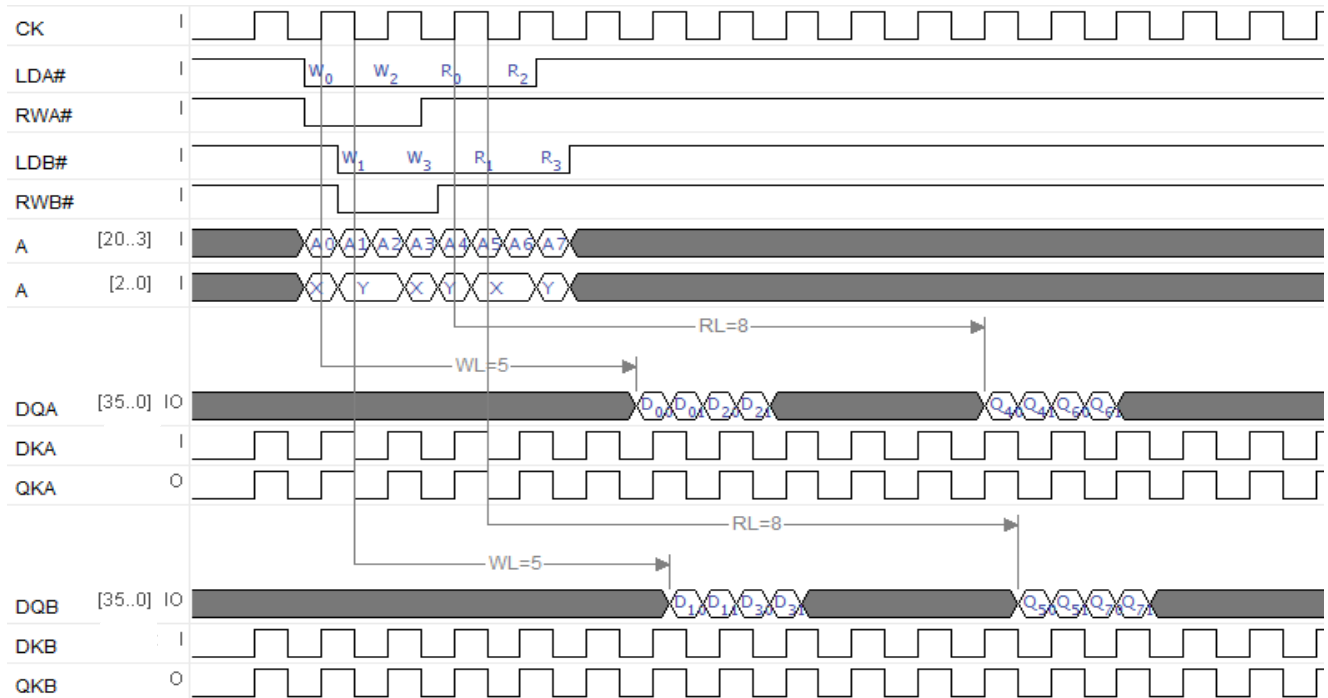 CK I
LDA# I W0 W2 R0 R2
RWA# I
LDB# I W1 W3 R1 R3
RWB# I
A [20..3] I A0 A1 A2 A3 A4 A5 A6 A7
A [2..0] I X Y X Y X Y
RL=8
WL=5
DQA [35..0] IO D00 D01 D20 D21 Q40 Q41 Q60 Q61
DKA I
QKA O
RL=8
WL=5
DQB [35..0] IO D10 D11 D30 D31 Q50 Q51 Q70 Q71
DKB I
QKB O